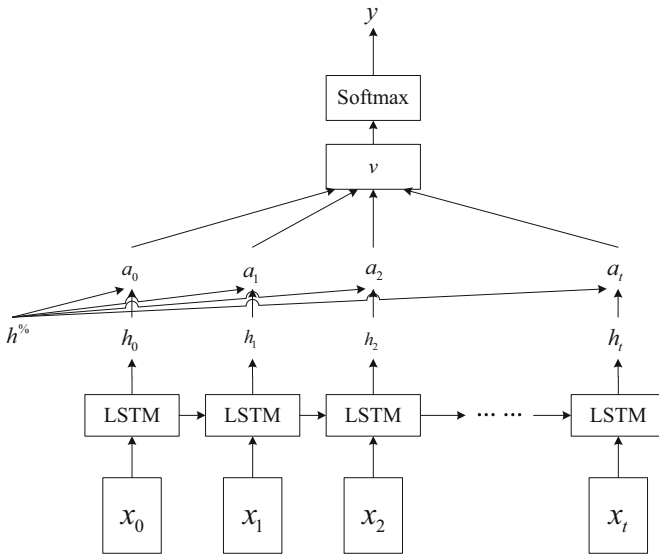 y
Softmax
v
a₀ a₁ a₂ aₜ
h% h₀ h₁ h₂ hₜ
LSTM LSTM LSTM ... ... LSTM
x₀ x₁ x₂ xₜ